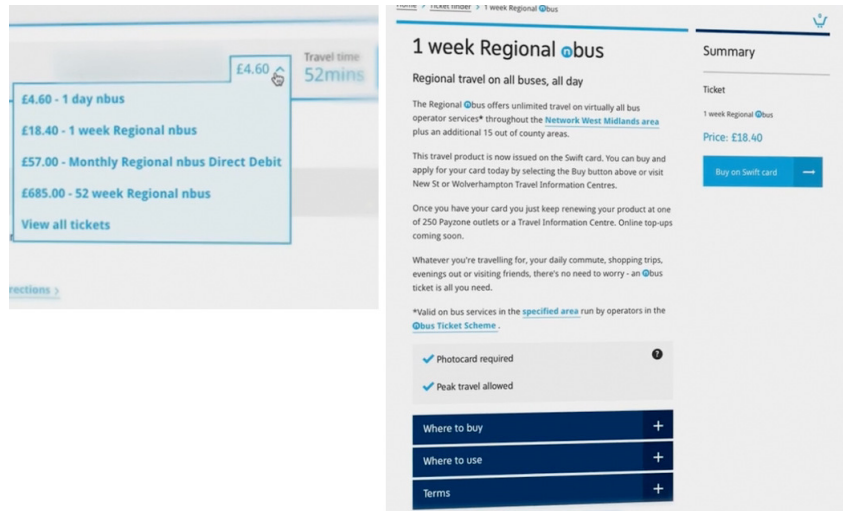 £4.60
Travel time
52mins
£4.60 - 1 day nbus
£18.40 - 1 week Regional nbus
£57.00 - Monthly Regional nbus Direct Debit
£685.00 - 52 week Regional nbus
View all tickets
rections >
Home > Ticket finder > 1 week Regional nbus
1 week Regional nbus
Regional travel on all buses, all day
The Regional nbus offers unlimited travel on virtually all bus
operator services* throughout the Network West Midlands area
plus an additional 15 out of county areas.
This travel product is now issued on the Swift card. You can buy and
apply for your card today by selecting the Buy button above or visit
New St or Wolverhampton Travel Information Centres.
Once you have your card you just keep renewing your product at one
of 250 Payzone outlets or a Travel Information Centre. Online top-ups
coming soon.
Whatever you're travelling for, your daily commute, shopping trips,
evenings out or visiting friends, there's no need to worry - an nbus
ticket is all you need.
*Valid on bus services in the specified area run by operators in the
nbus Ticket Scheme .
Photocard required
?
Peak travel allowed
Where to buy +
Where to use +
Terms +
Summary
Ticket
1 week Regional nbus
Price: £18.40
Buy on Swift card